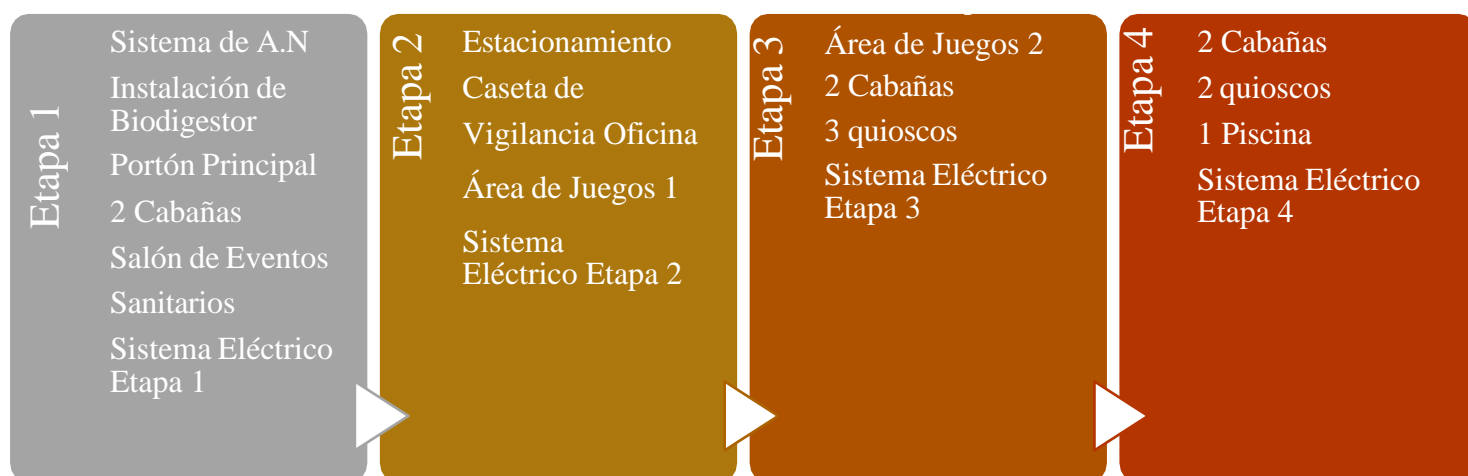 Etapa 1
Sistema de A.N
Instalación de
Biodigestor
Portón Principal
2 Cabañas
Salón de Eventos
Sanitarios
Sistema Eléctrico
Etapa 1
Etapa 2
Estacionamiento
Caseta de
Vigilancia Oficina
Área de Juegos 1
Sistema
Eléctrico Etapa 2
Etapa 3
Área de Juegos 2
2 Cabañas
3 quioscos
Sistema Eléctrico
Etapa 3
Etapa 4
2 Cabañas
2 quioscos
1 Piscina
Sistema Eléctrico
Etapa 4